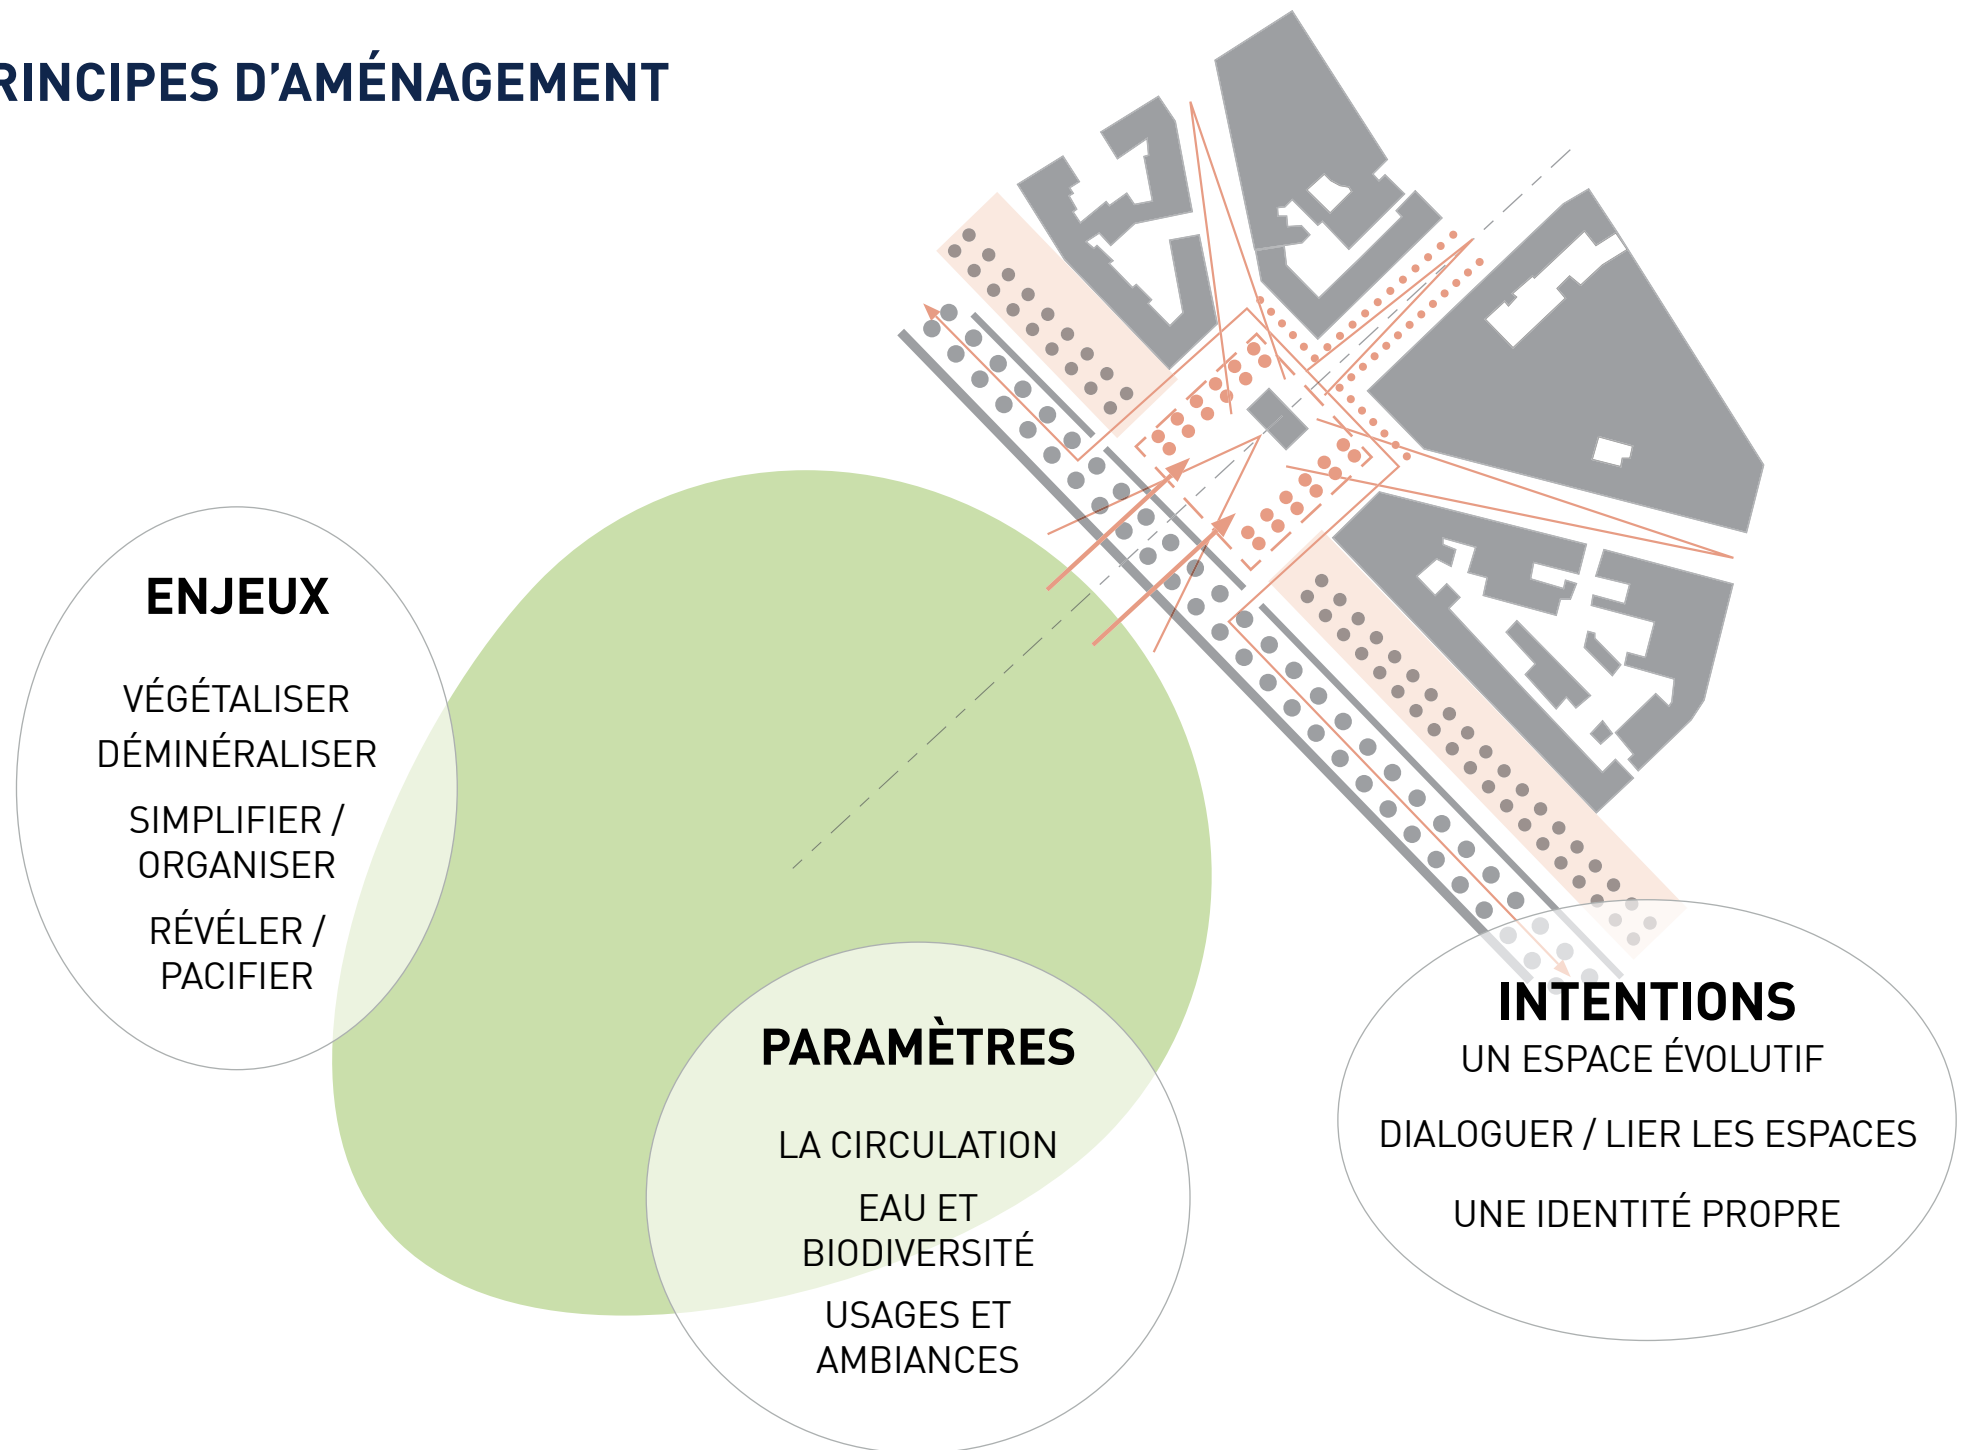 RINCIPES D'AMÉNAGEMENT
ENJEUX
VÉGÉTALISER
DÉMINÉRALISER
SIMPLIFIER /
ORGANISER
RÉVÉLER /
PACIFIER
PARAMÈTRES
LA CIRCULATION
EAU ET
BIODIVERSITÉ
USAGES ET
AMBIANCES
INTENTIONS
UN ESPACE ÉVOLUTIF
DIALOGUER / LIER LES ESPACES
UNE IDENTITÉ PROPRE